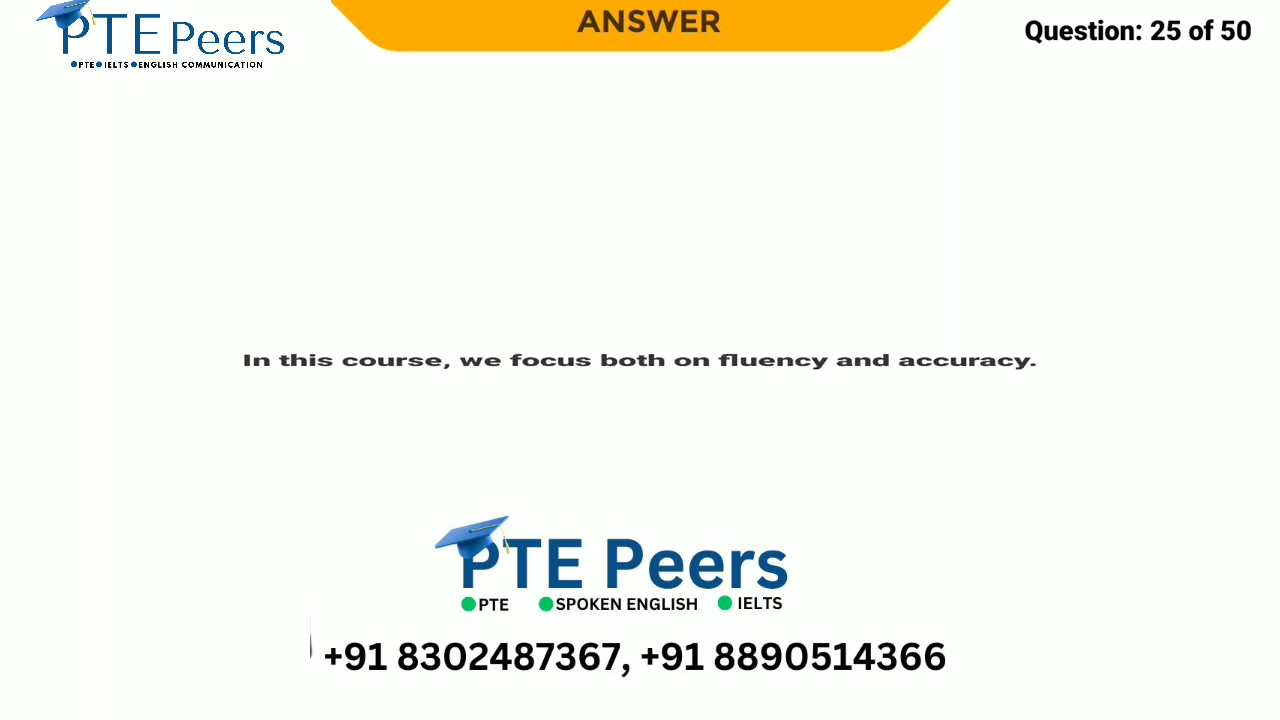 PTE Peers
PTE IELTS ENGLISH COMMUNICATION
ANSWER
Question: 25 of 50
In this course, we focus both on fluency and accuracy.
PTE Peers
PTE SPOKEN ENGLISH IELTS
+91 8302487367, +91 8890514366